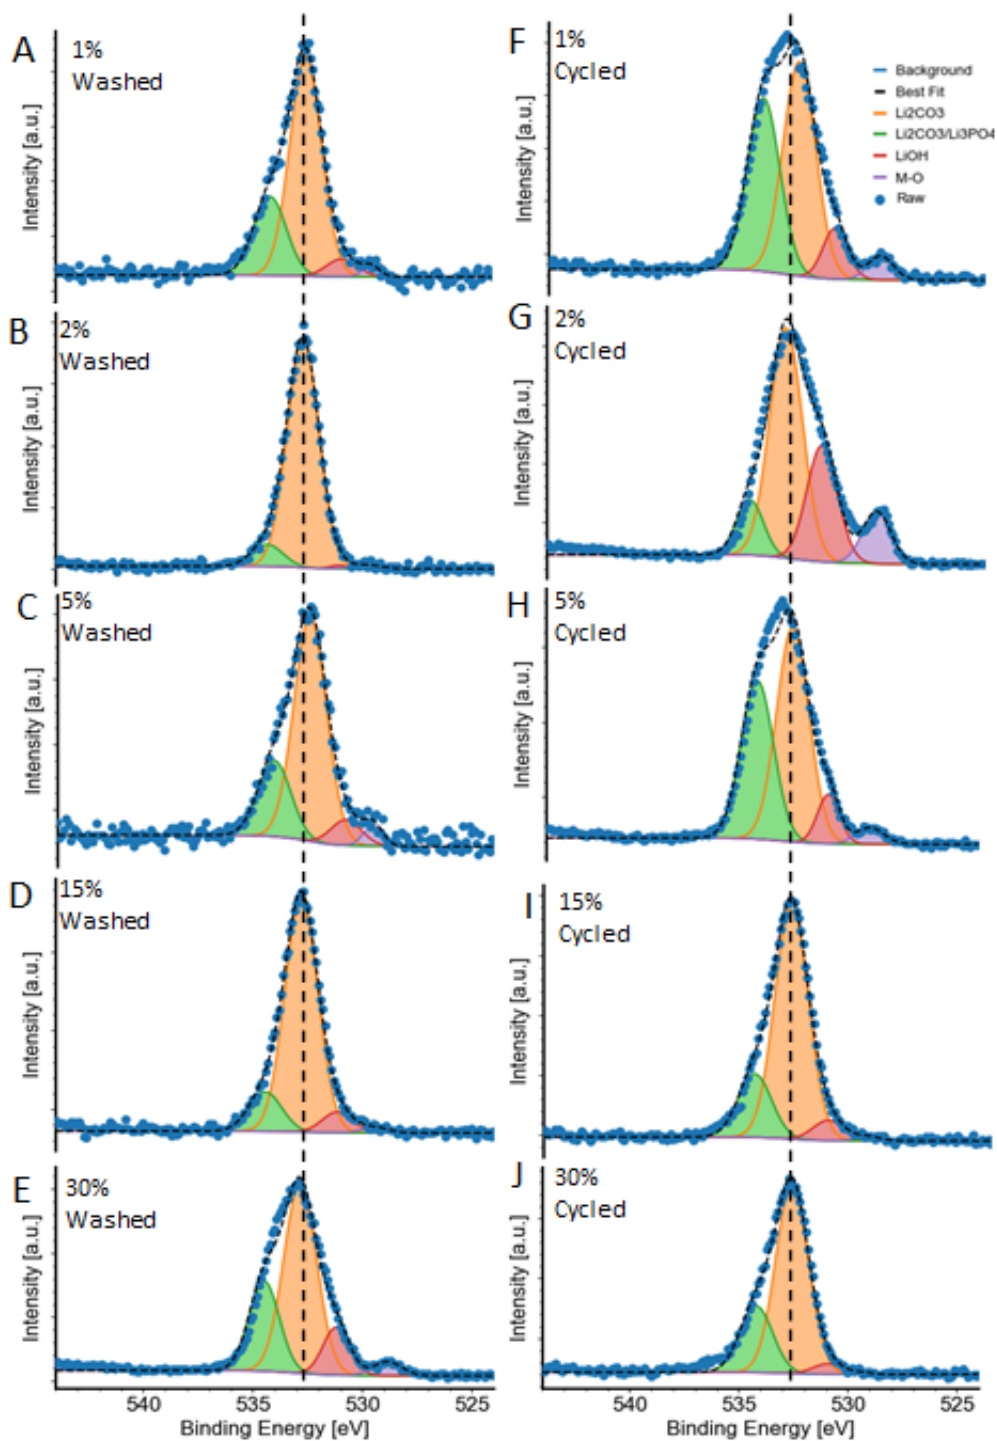 A
1%
Washed
Intensity [a.u.]
F
1%
Cycled
Intensity [a.u.]
Background
Best Fit
Li2CO3
Li2CO3/Li3PO4
LiOH
M-O
Raw
B
2%
Washed
Intensity [a.u.]
G
2%
Cycled
Intensity [a.u.]
C
5%
Washed
Intensity [a.u.]
H
5%
Cycled
Intensity [a.u.]
D
15%
Washed
Intensity [a.u.]
I
15%
Cycled
Intensity [a.u.]
E
30%
Washed
Intensity [a.u.]
J
30%
Cycled
Intensity [a.u.]
540 535 530 525
Binding Energy [eV]
540 535 530 525
Binding Energy [eV]